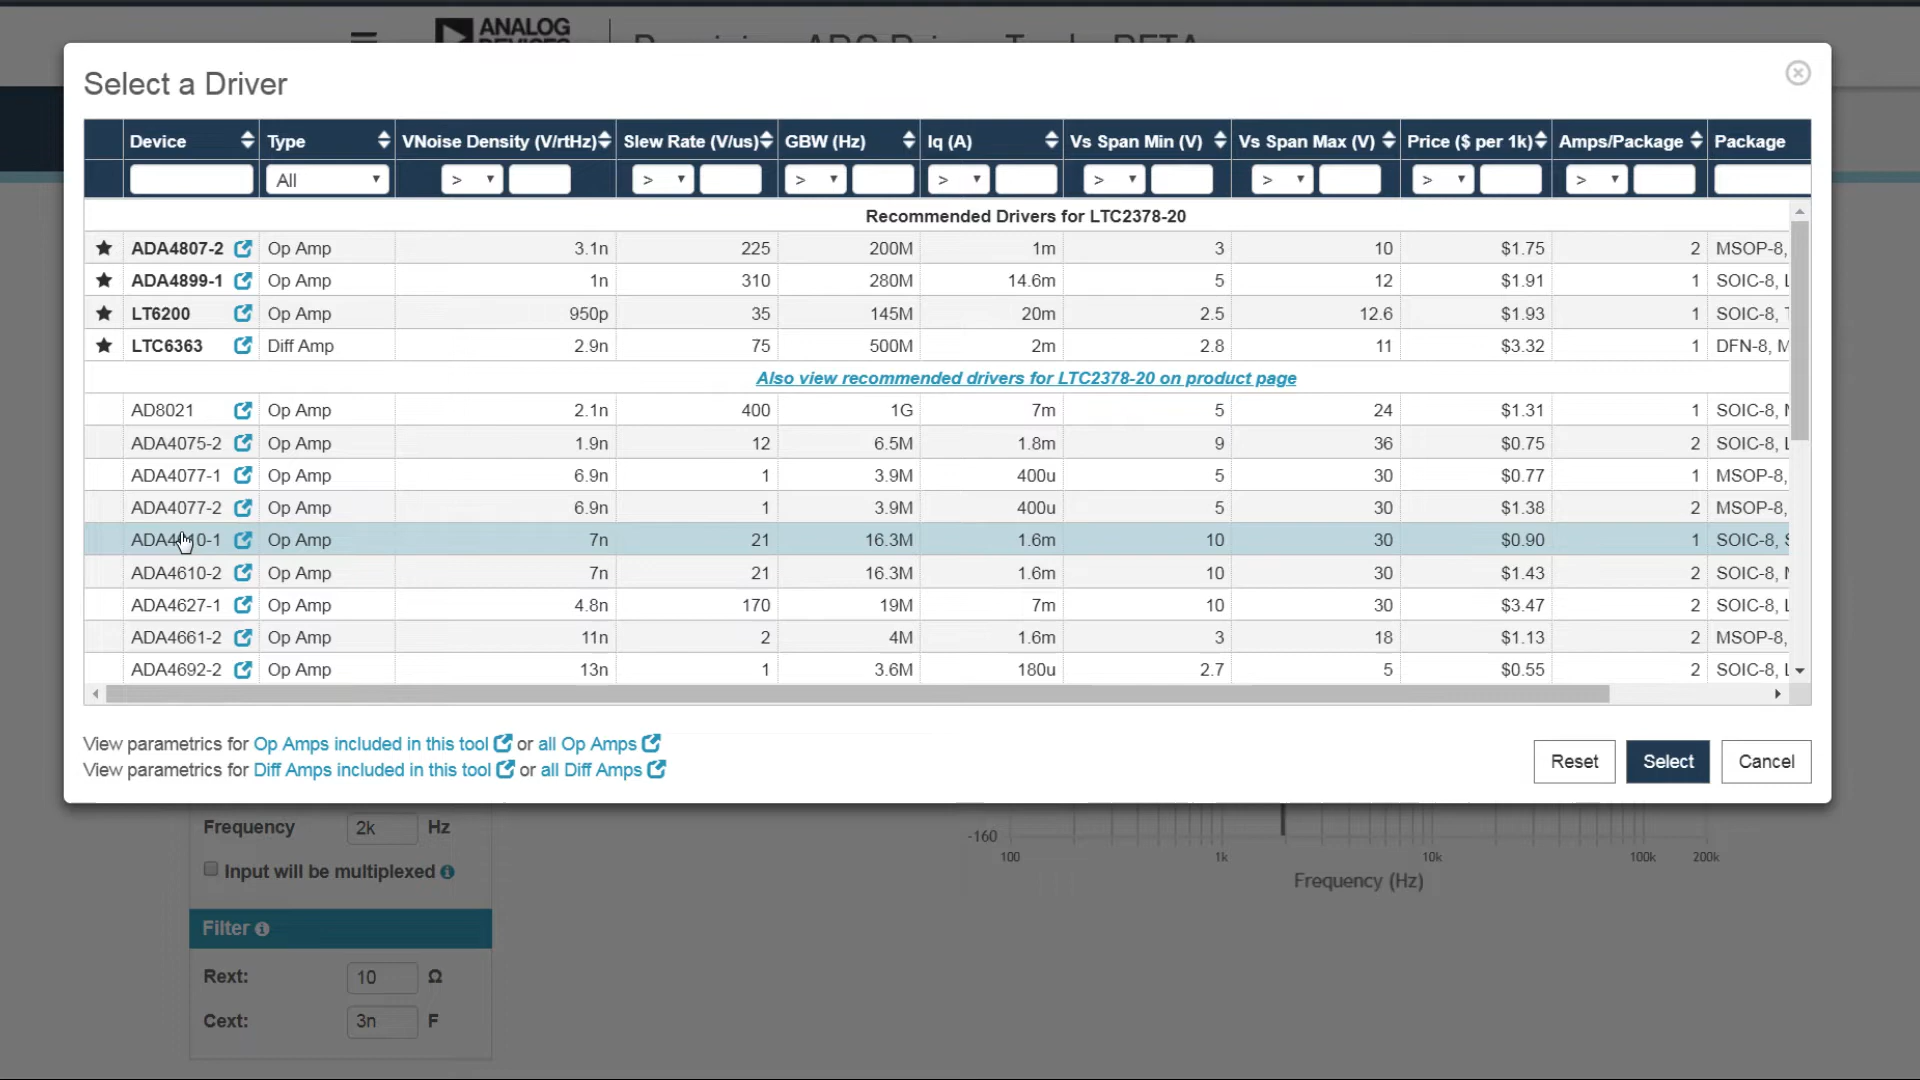 ANALOG
Select a Driver
Device Type VNoise Density (V/rtHz) Slew Rate (V/us) GBW (Hz) Iq (A) Vs Span Min (V) Vs Span Max (V) Price ($ per 1k) Amps/Package Package
All > > > > > > > >
Recommended Drivers for LTC2378-20
★ ADA4807-2 Op Amp 3.1n 225 200M 1m 3 10 $1.75 2 MSOP-8,
★ ADA4899-1 Op Amp 1n 310 280M 14.6m 5 12 $1.91 1 SOIC-8, L
★ LT6200 Op Amp 950p 35 145M 20m 2.5 12.6 $1.93 1 SOIC-8,
★ LTC6363 Diff Amp 2.9n 75 500M 2m 2.8 11 $3.32 1 DFN-8, M
Also view recommended drivers for LTC2378-20 on product page
AD8021 Op Amp 2.1n 400 1G 7m 5 24 $1.31 1 SOIC-8,
ADA4075-2 Op Amp 1.9n 12 6.5M 1.8m 9 36 $0.75 2 SOIC-8, L
ADA4077-1 Op Amp 6.9n 1 3.9M 400u 5 30 $0.77 1 MSOP-8,
ADA4077-2 Op Amp 6.9n 1 3.9M 400u 5 30 $1.38 2 MSOP-8,
ADA4610-1 Op Amp 7n 21 16.3M 1.6m 10 30 $0.90 1 SOIC-8,
ADA4610-2 Op Amp 7n 21 16.3M 1.6m 10 30 $1.43 2 SOIC-8,
ADA4627-1 Op Amp 4.8n 170 19M 7m 10 30 $3.47 2 SOIC-8, L
ADA4661-2 Op Amp 11n 2 4M 1.6m 3 18 $1.13 2 MSOP-8,
ADA4692-2 Op Amp 13n 1 3.6M 180u 2.7 5 $0.55 2 SOIC-8, L
View parametrics for Op Amps included in this tool or all Op Amps
View parametrics for Diff Amps included in this tool or all Diff Amps
Reset Select Cancel
Frequency 2k Hz
Input will be multiplexed
Filter
Rext: 10 Ω
Cext: 3n F
-160
100 1k 10k 100k 200k
Frequency (Hz)